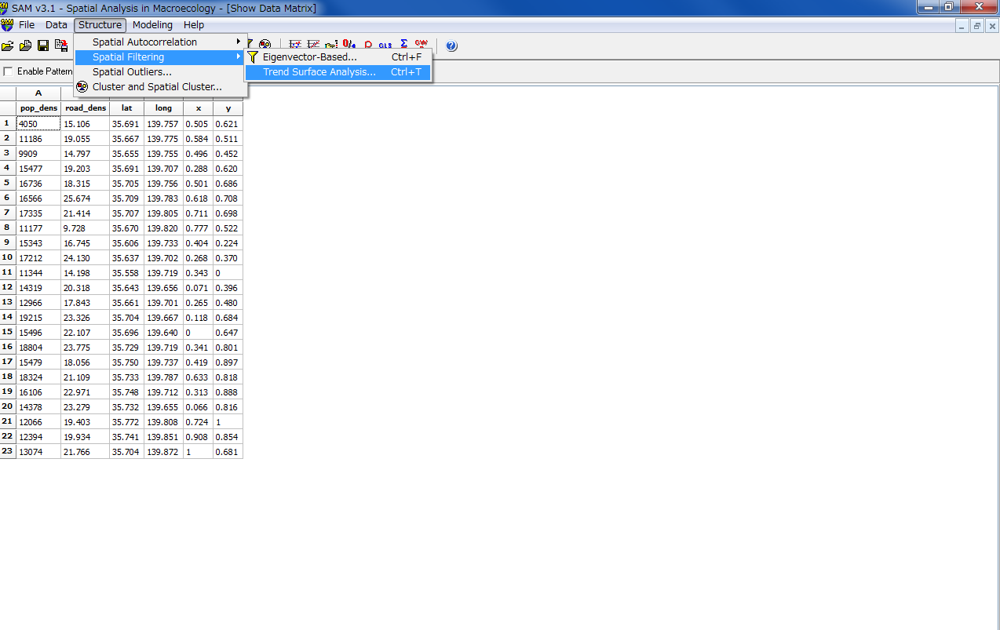 SAM v3.1 - Spatial Analysis in Macroecology - [Show Data Matrix]
File Data Structure Modeling Help
Spatial Autocorrelation
Spatial Filtering
Spatial Outliers...
Cluster and Spatial Cluster...
Eigenvector-Based... Ctrl+F
Trend Surface Analysis... Ctrl+T
Enable Pattern
A
pop_dens road_dens lat long x y
1 4050 15.106 35.691 139.757 0.505 0.621
2 11186 19.055 35.667 139.775 0.584 0.511
3 9909 14.797 35.655 139.755 0.496 0.452
4 15477 19.203 35.691 139.707 0.288 0.620
5 16736 18.315 35.705 139.756 0.501 0.686
6 16566 25.674 35.709 139.783 0.618 0.708
7 17335 21.414 35.707 139.805 0.711 0.698
8 11177 9.728 35.670 139.820 0.777 0.522
9 15343 16.745 35.606 139.733 0.404 0.224
10 17212 24.130 35.637 139.702 0.268 0.370
11 11344 14.198 35.558 139.719 0.343 0
12 14319 20.318 35.643 139.656 0.071 0.396
13 12966 17.843 35.661 139.701 0.265 0.480
14 19215 23.326 35.704 139.667 0.118 0.684
15 15496 22.107 35.696 139.640 0 0.647
16 18804 23.775 35.729 139.719 0.341 0.801
17 15479 18.056 35.750 139.737 0.419 0.897
18 18324 21.109 35.733 139.787 0.633 0.818
19 16106 22.971 35.748 139.712 0.313 0.888
20 14378 23.279 35.732 139.655 0.066 0.816
21 12066 19.403 35.772 139.808 0.724 1
22 12394 19.934 35.741 139.851 0.908 0.854
23 13074 21.766 35.704 139.872 1 0.681